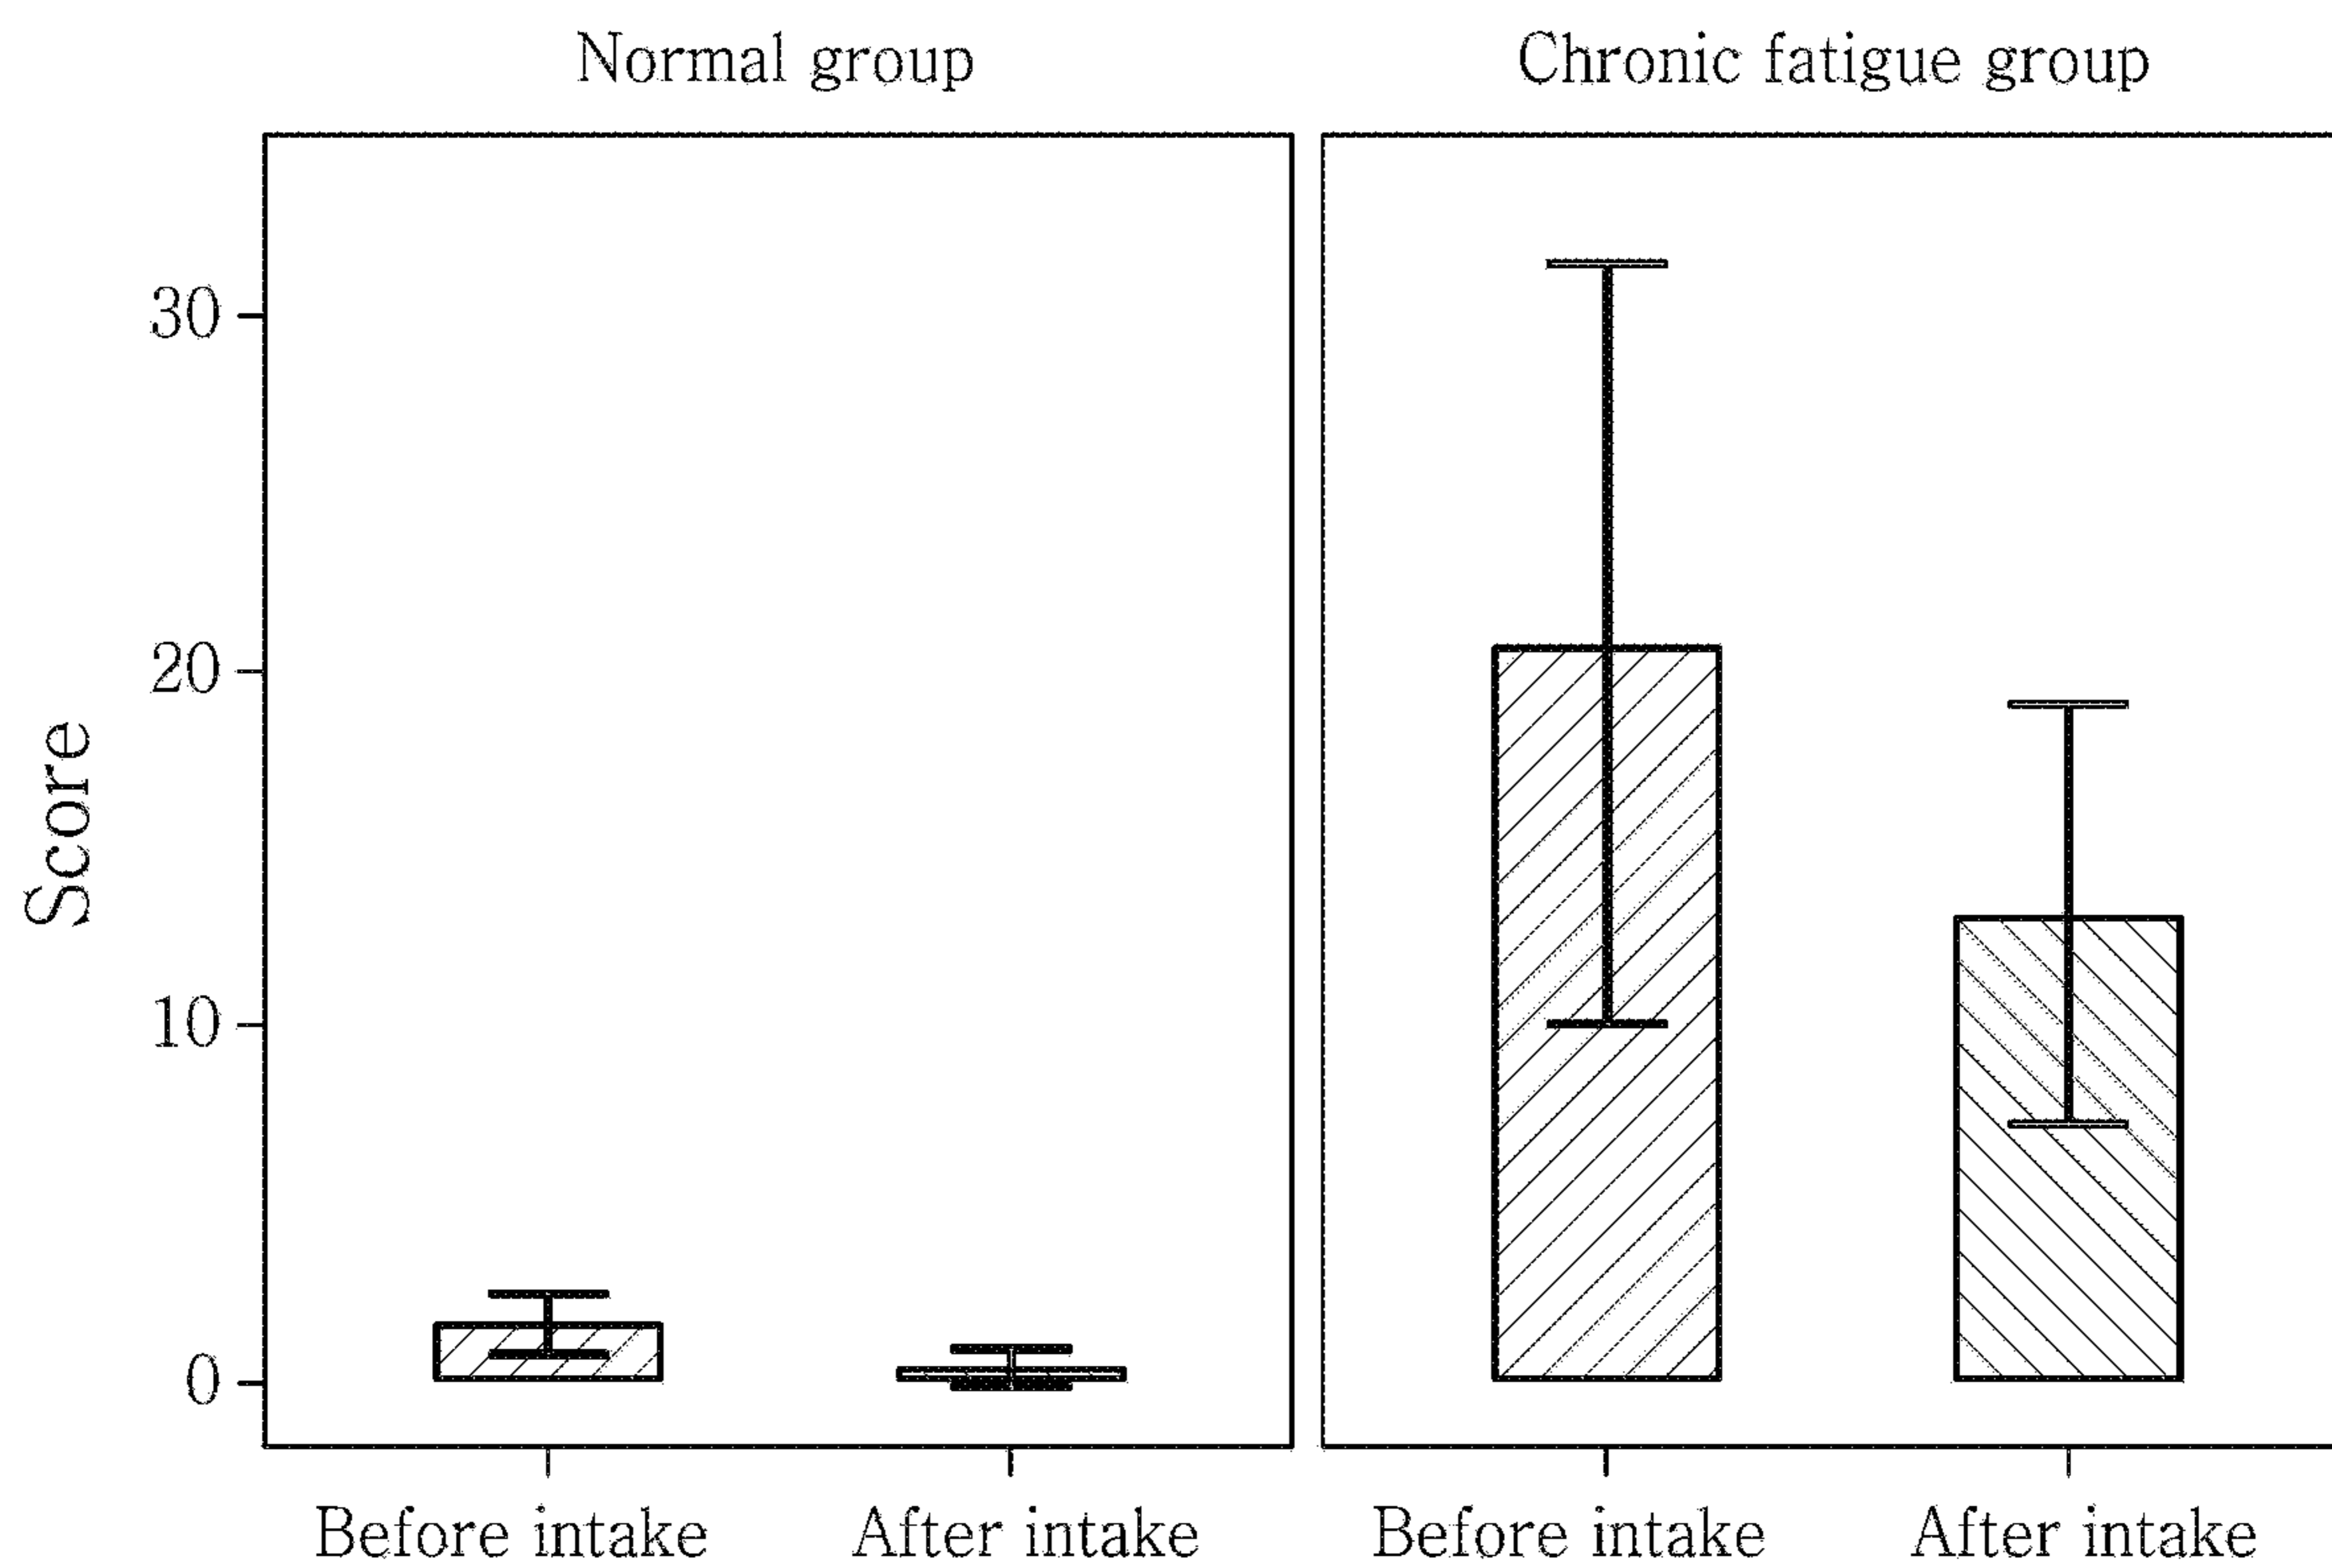 Normal group
Chronic fatigue group
Score
30
20
10
0
Before intake
After intake
Before intake
After intake